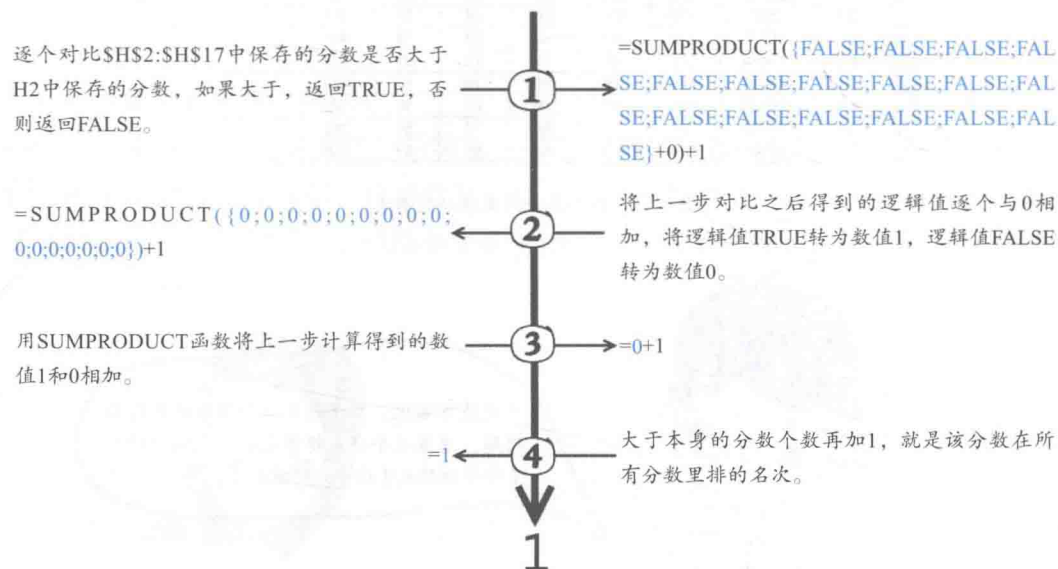 逐个对比$H$2:$H$17中保存的分数是否大于
H2中保存的分数，如果大于，返回TRUE，否
则返回FALSE。
1
=SUMPRODUCT({FALSE;FALSE;FALSE;FAL
SE;FALSE;FALSE;FALSE;FALSE;FALSE;FAL
SE;FALSE;FALSE;FALSE;FALSE;FALSE;FAL
SE}+0)+1
=SUMPRODUCT({0;0;0;0;0;0;0;0;0;
0;0;0;0;0;0;0})+1
2
将上一步对比之后得到的逻辑值逐个与0相
加，将逻辑值TRUE转为数值1，逻辑值FALSE
转为数值0。
用SUMPRODUCT函数将上一步计算得到的数
值1和0相加。
3
=0+1
=1
4
大于本身的分数个数再加1，就是该分数在所
有分数里排的名次。
1